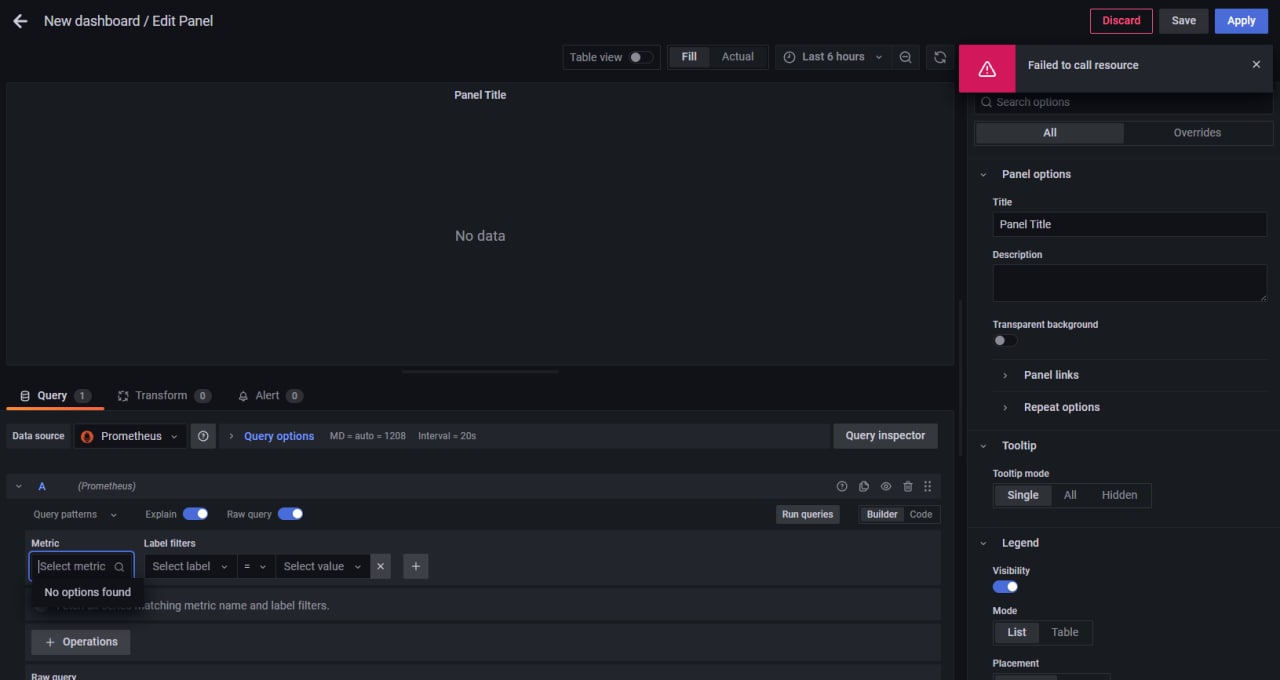 New dashboard / Edit Panel
Discard
Save
Apply
Table view
Fill
Actual
Last 6 hours
Failed to call resource
Search options
All
Overrides
Panel Title
No data
Panel options
Title
Panel Title
Description
Transparent background
Panel links
Repeat options
Query 1
Transform 0
Alert 0
Data source
Prometheus
Query options
MD = auto = 1208
Interval = 20s
Query inspector
A
(Prometheus)
Query patterns
Explain
Raw query
Run queries
Builder
Code
Metric
Label filters
Select metric
Select label
=
Select value
No options found
matching metric name and label filters.
+ Operations
Raw query
Tooltip
Tooltip mode
Single
All
Hidden
Legend
Visibility
Mode
List
Table
Placement